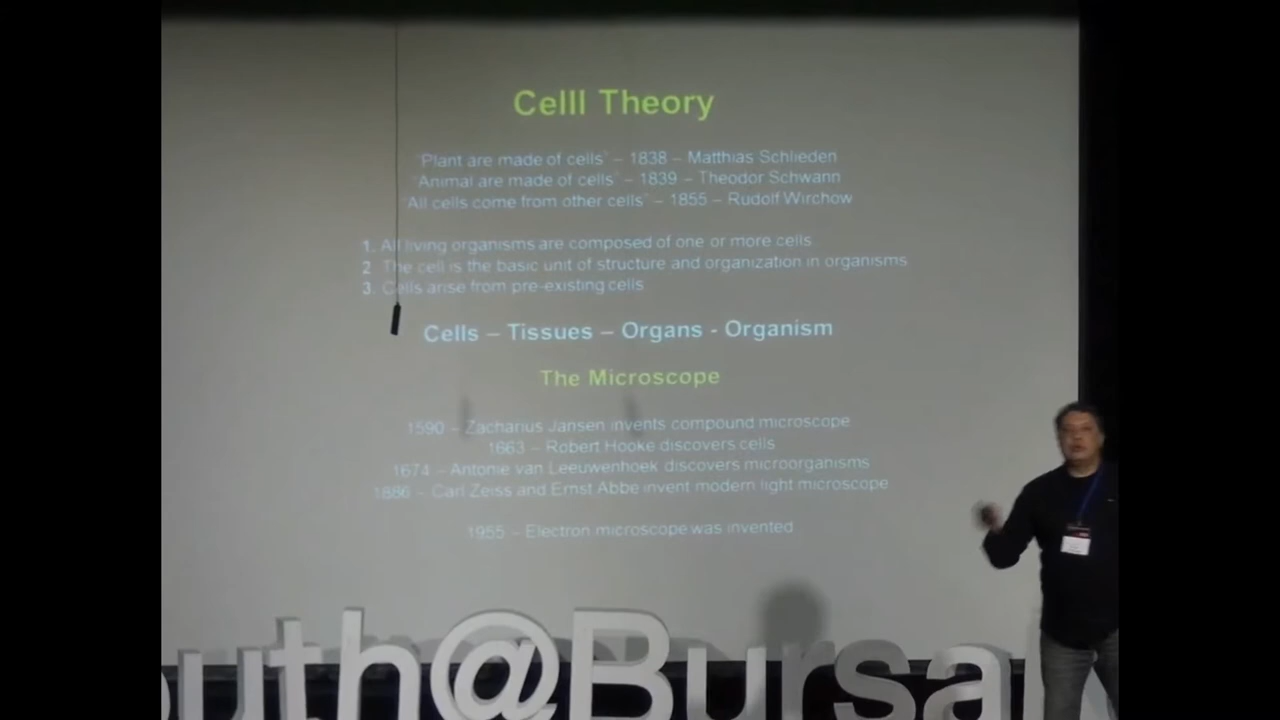 Celll Theory
"Plant are made of cells" – 1838 – Matthias Schlieden
"Animal are made of cells" – 1839 – Theodor Schwann
"All cells come from other cells" – 1855 – Rudolf Wirchow
1. All living organisms are composed of one or more cells
2 The cell is the basic unit of structure and organization in organisms
3. Cells arise from pre-existing cells
Cells – Tissues – Organs - Organism
The Microscope
1590 – Zacharius Jansen invents compound microscope
1663 – Robert Hooke discovers cells
1674 – Antonie van Leeuwenhoek discovers microorganisms
1886 – Carl Zeiss and Ernst Abbe invent modern light microscope
1955 – Electron microscope was invented
outh@Bursa